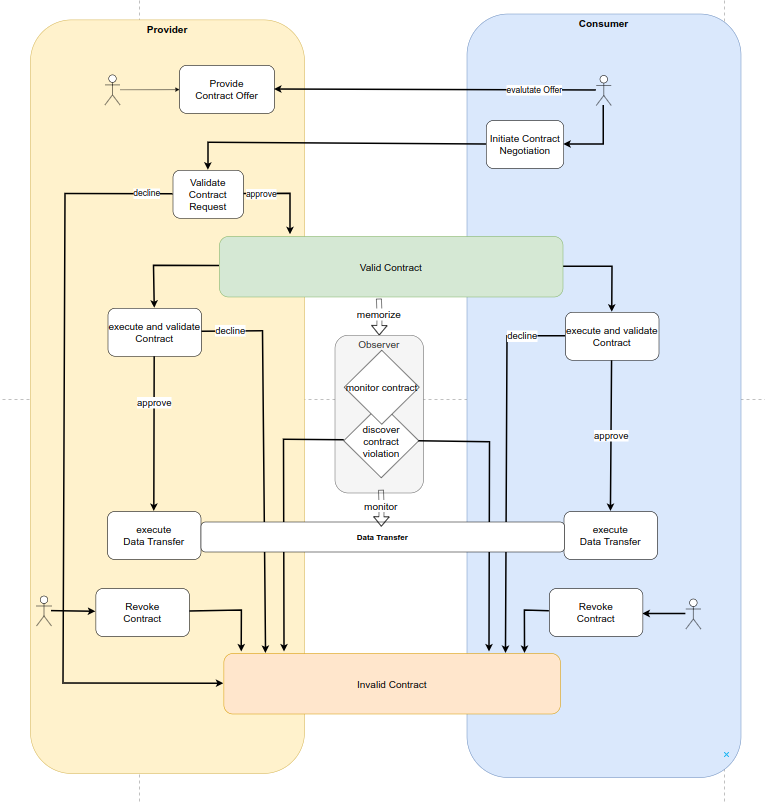 Provider
Consumer
Provide
Contract Offer
evalutate Offer
Initiate Contract
Negotiation
Validate
Contract
Request
decline
approve
Valid Contract
memorize
execute and validate
Contract
decline
Observer
decline
execute and validate
Contract
monitor contract
approve
discover
contract
violation
approve
monitor
execute
Data Transfer
Data Transfer
execute
Data Transfer
Revoke
Contract
Revoke
Contract
Invalid Contract